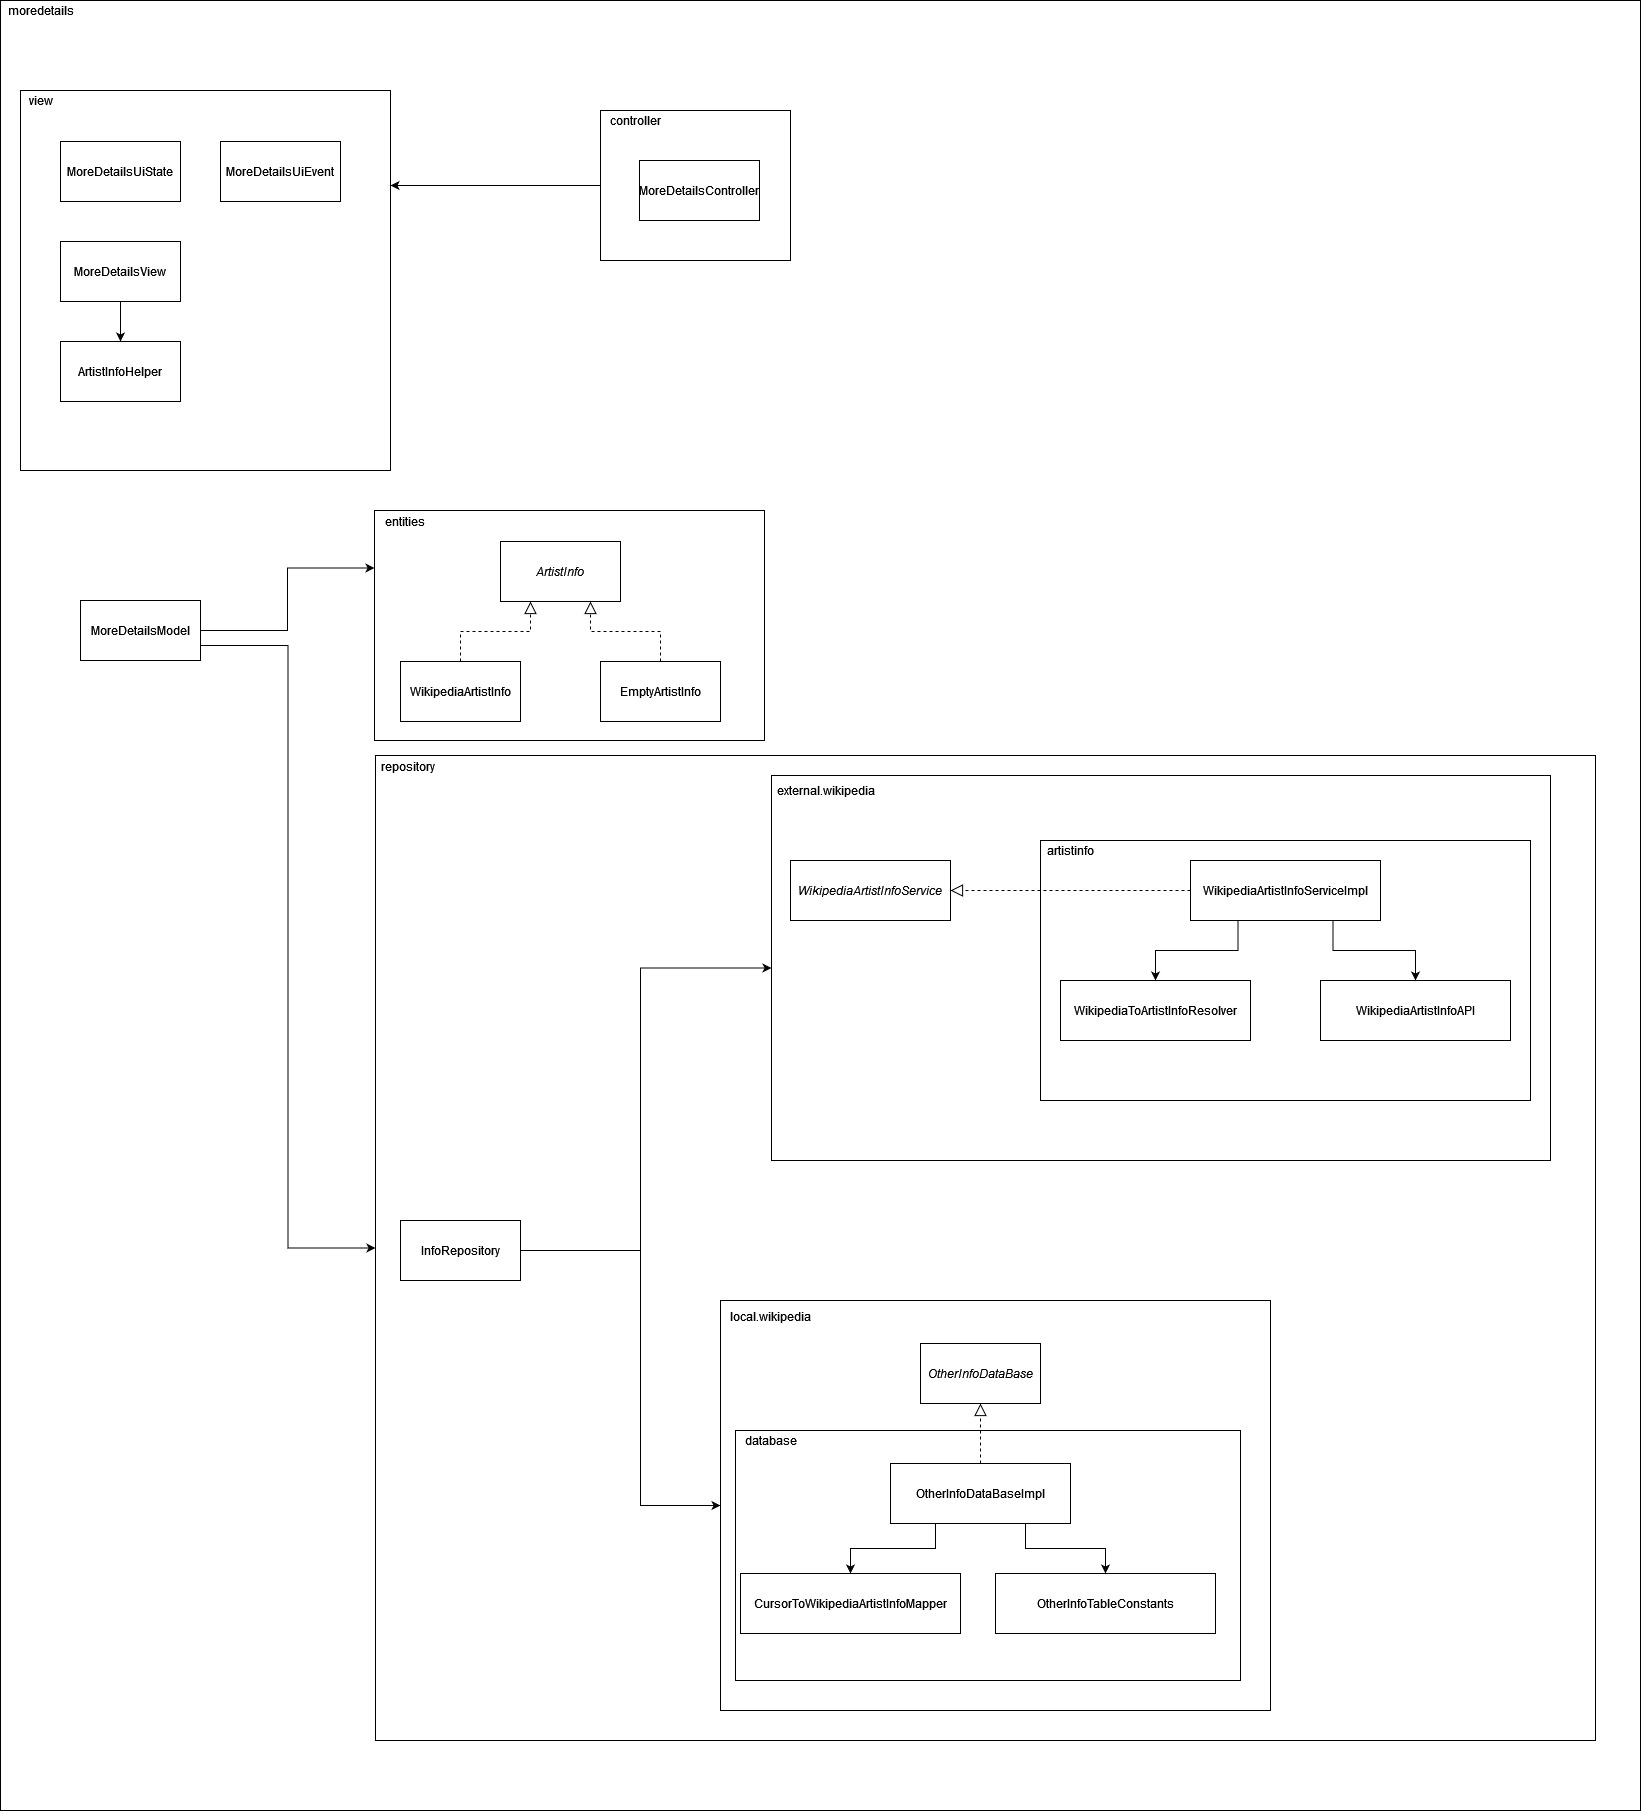 moredetails
view
controller
MoreDetailsUiState
MoreDetailsUiEvent
MoreDetailsController
MoreDetailsView
ArtistInfoHelper
entities
ArtistInfo
MoreDetailsModel
WikipediaArtistInfo
EmptyArtistInfo
repository
external.wikipedia
artistinfo
WikipediaArtistInfoService
WikipediaArtistInfoServiceImpl
WikipediaToArtistInfoResolver
WikipediaArtistInfoAPI
InfoRepository
local.wikipedia
OtherInfoDataBase
database
OtherInfoDataBaseImpl
CursorToWikipediaArtistInfoMapper
OtherInfoTableConstants